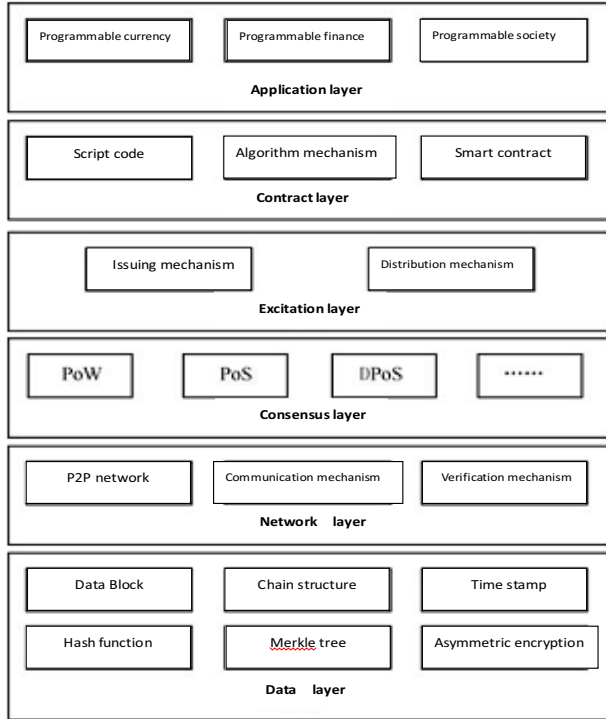 Programmable currency
Programmable finance
Programmable society
Application layer
Script code
Algorithm mechanism
Smart contract
Contract layer
Issuing mechanism
Distribution mechanism
Excitation layer
PoW
PoS
DPoS
······
Consensus layer
P2P network
Communication mechanism
Verification mechanism
Network layer
Data Block
Chain structure
Time stamp
Hash function
Merkle tree
Asymmetric encryption
Data layer